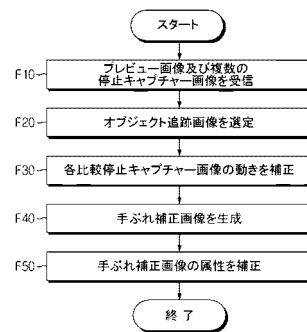 スタート
F10
プレビュー画像及び複数の
停止キャプチャー画像を受信
F20
オブジェクト追跡画像を選定
F30
各比較停止キャプチャー画像の動きを補正
F40
手ぶれ補正画像を生成
F50
手ぶれ補正画像の属性を補正
終了